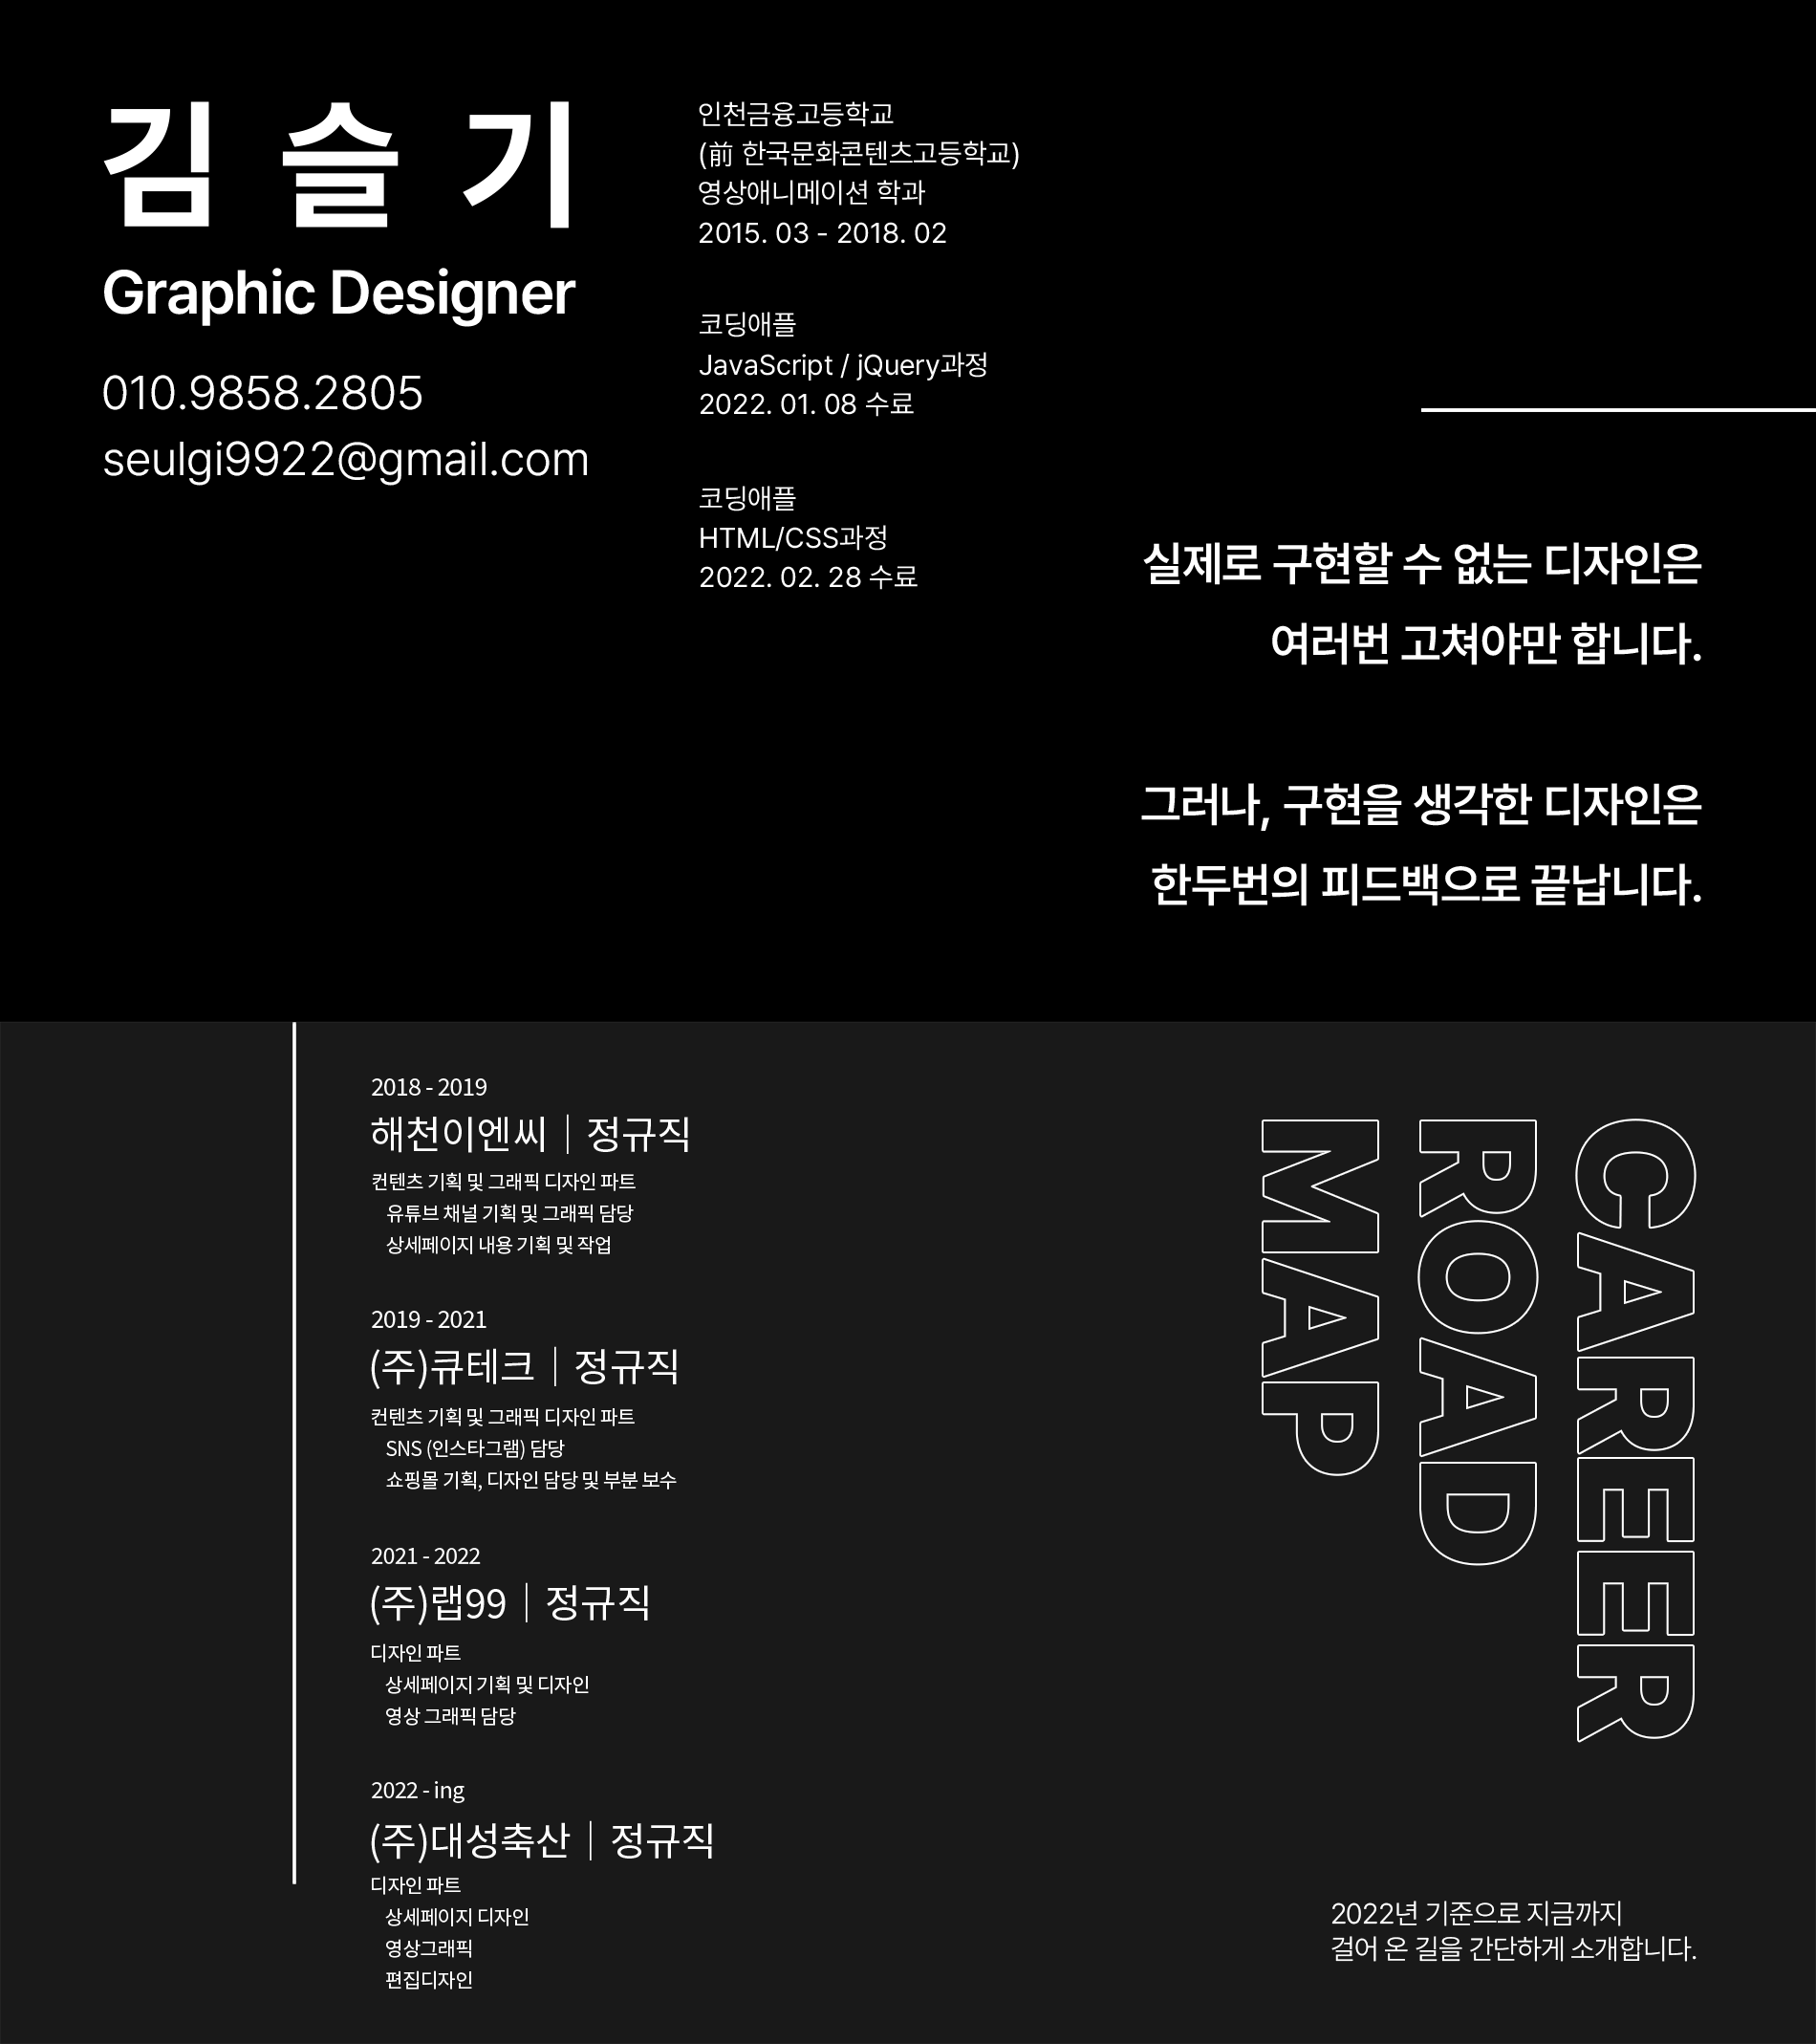 김 슬 기
Graphic Designer
010.9858.2805
seulgi9922@gmail.com
인천금융고등학교
(前 한국문화콘텐츠고등학교)
영상애니메이션 학과
2015. 03 - 2018. 02
코딩애플
JavaScript / jQuery과정
2022. 01. 08 수료
코딩애플
HTML/CSS과정
2022. 02. 28 수료
실제로 구현할 수 없는 디자인은
여러번 고쳐야만 합니다.
그러나, 구현을 생각한 디자인은
한두번의 피드백으로 끝납니다.
CAREER
ROAD
MAP
2018 - 2019
해천이엔씨│정규직
컨텐츠 기획 및 그래픽 디자인 파트
유튜브 채널 기획 및 그래픽 담당
상세페이지 내용 기획 및 작업
2019 - 2021
(주)큐테크│정규직
컨텐츠 기획 및 그래픽 디자인 파트
SNS (인스타그램) 담당
쇼핑몰 기획, 디자인 담당 및 부분 보수
2021 - 2022
(주)랩99│정규직
디자인 파트
상세페이지 기획 및 디자인
영상 그래픽 담당
2022 - ing
(주)대성축산│정규직
디자인 파트
상세페이지 디자인
영상그래픽
편집디자인
2022년 기준으로 지금까지
걸어 온 길을 간단하게 소개합니다.